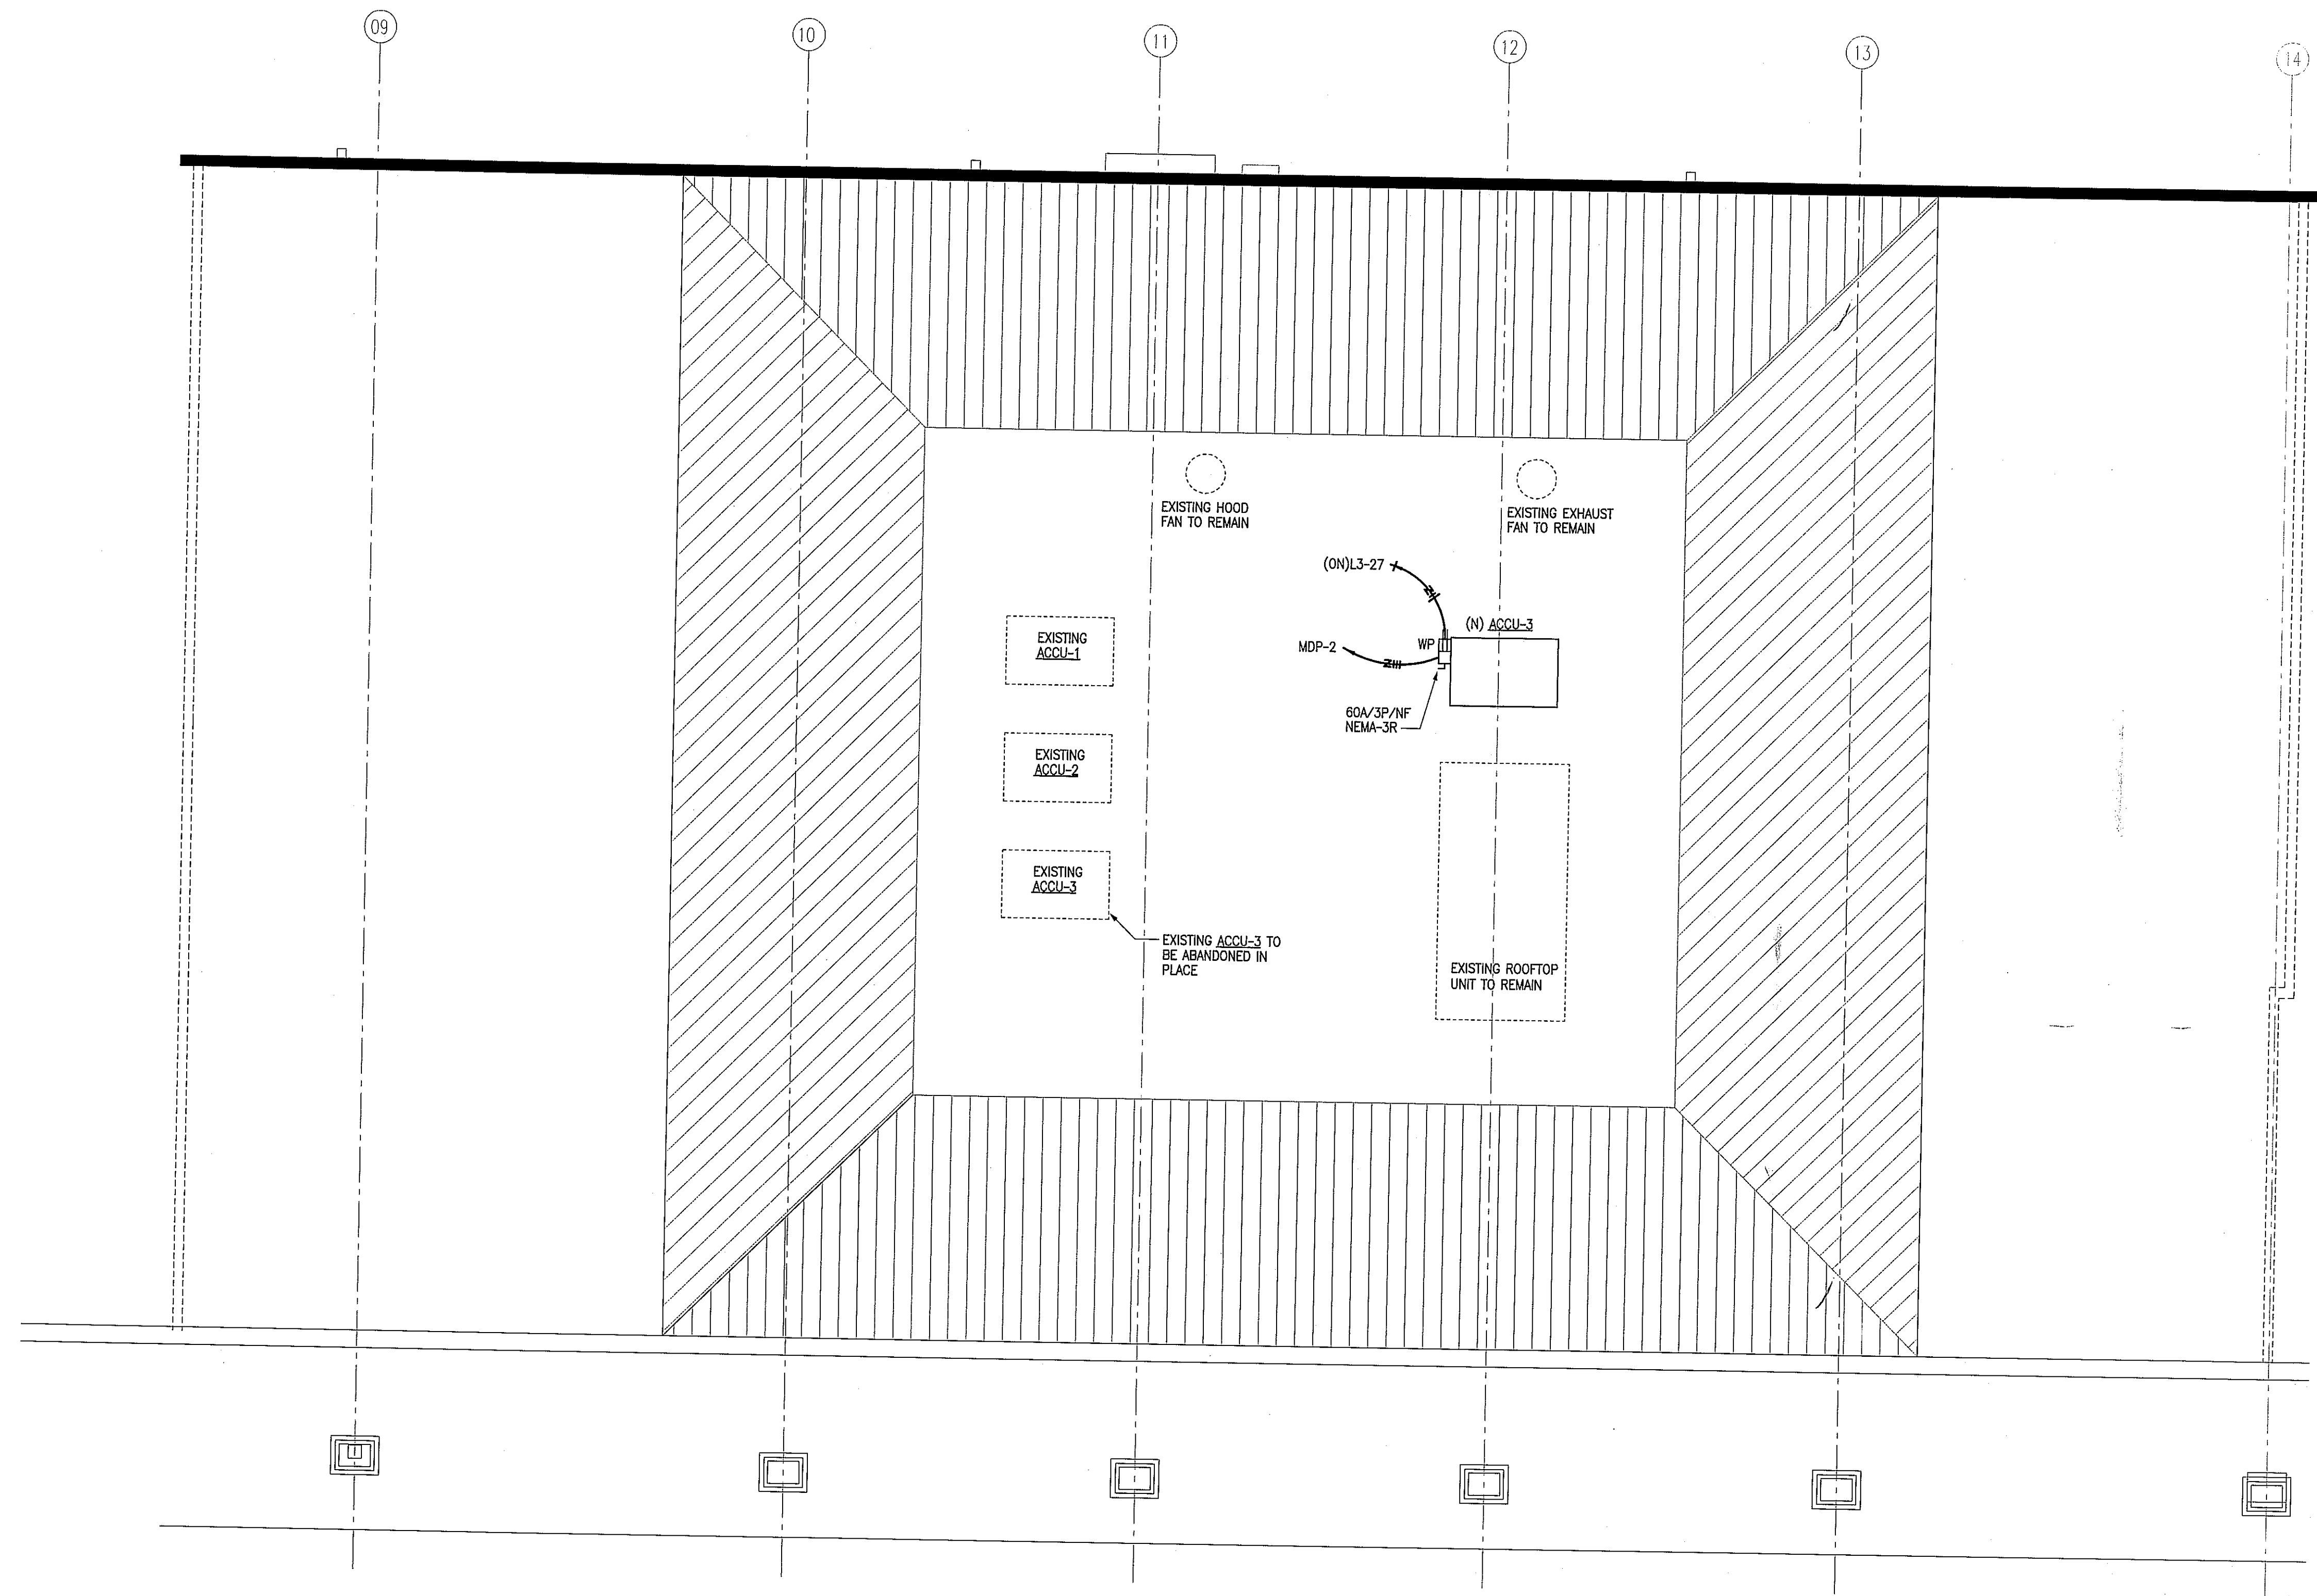 09
10
11
12
13
14
EXISTING HOOD
FAN TO REMAIN
EXISTING EXHAUST
FAN TO REMAIN
(ON)L3-27
(N) ACCU-3
WP
MDP-2
60A/3P/NF
NEMA-3R
EXISTING
ACCU-1
EXISTING
ACCU-2
EXISTING
ACCU-3
EXISTING ACCU-3 TO
BE ABANDONED IN
PLACE
EXISTING ROOFTOP
UNIT TO REMAIN